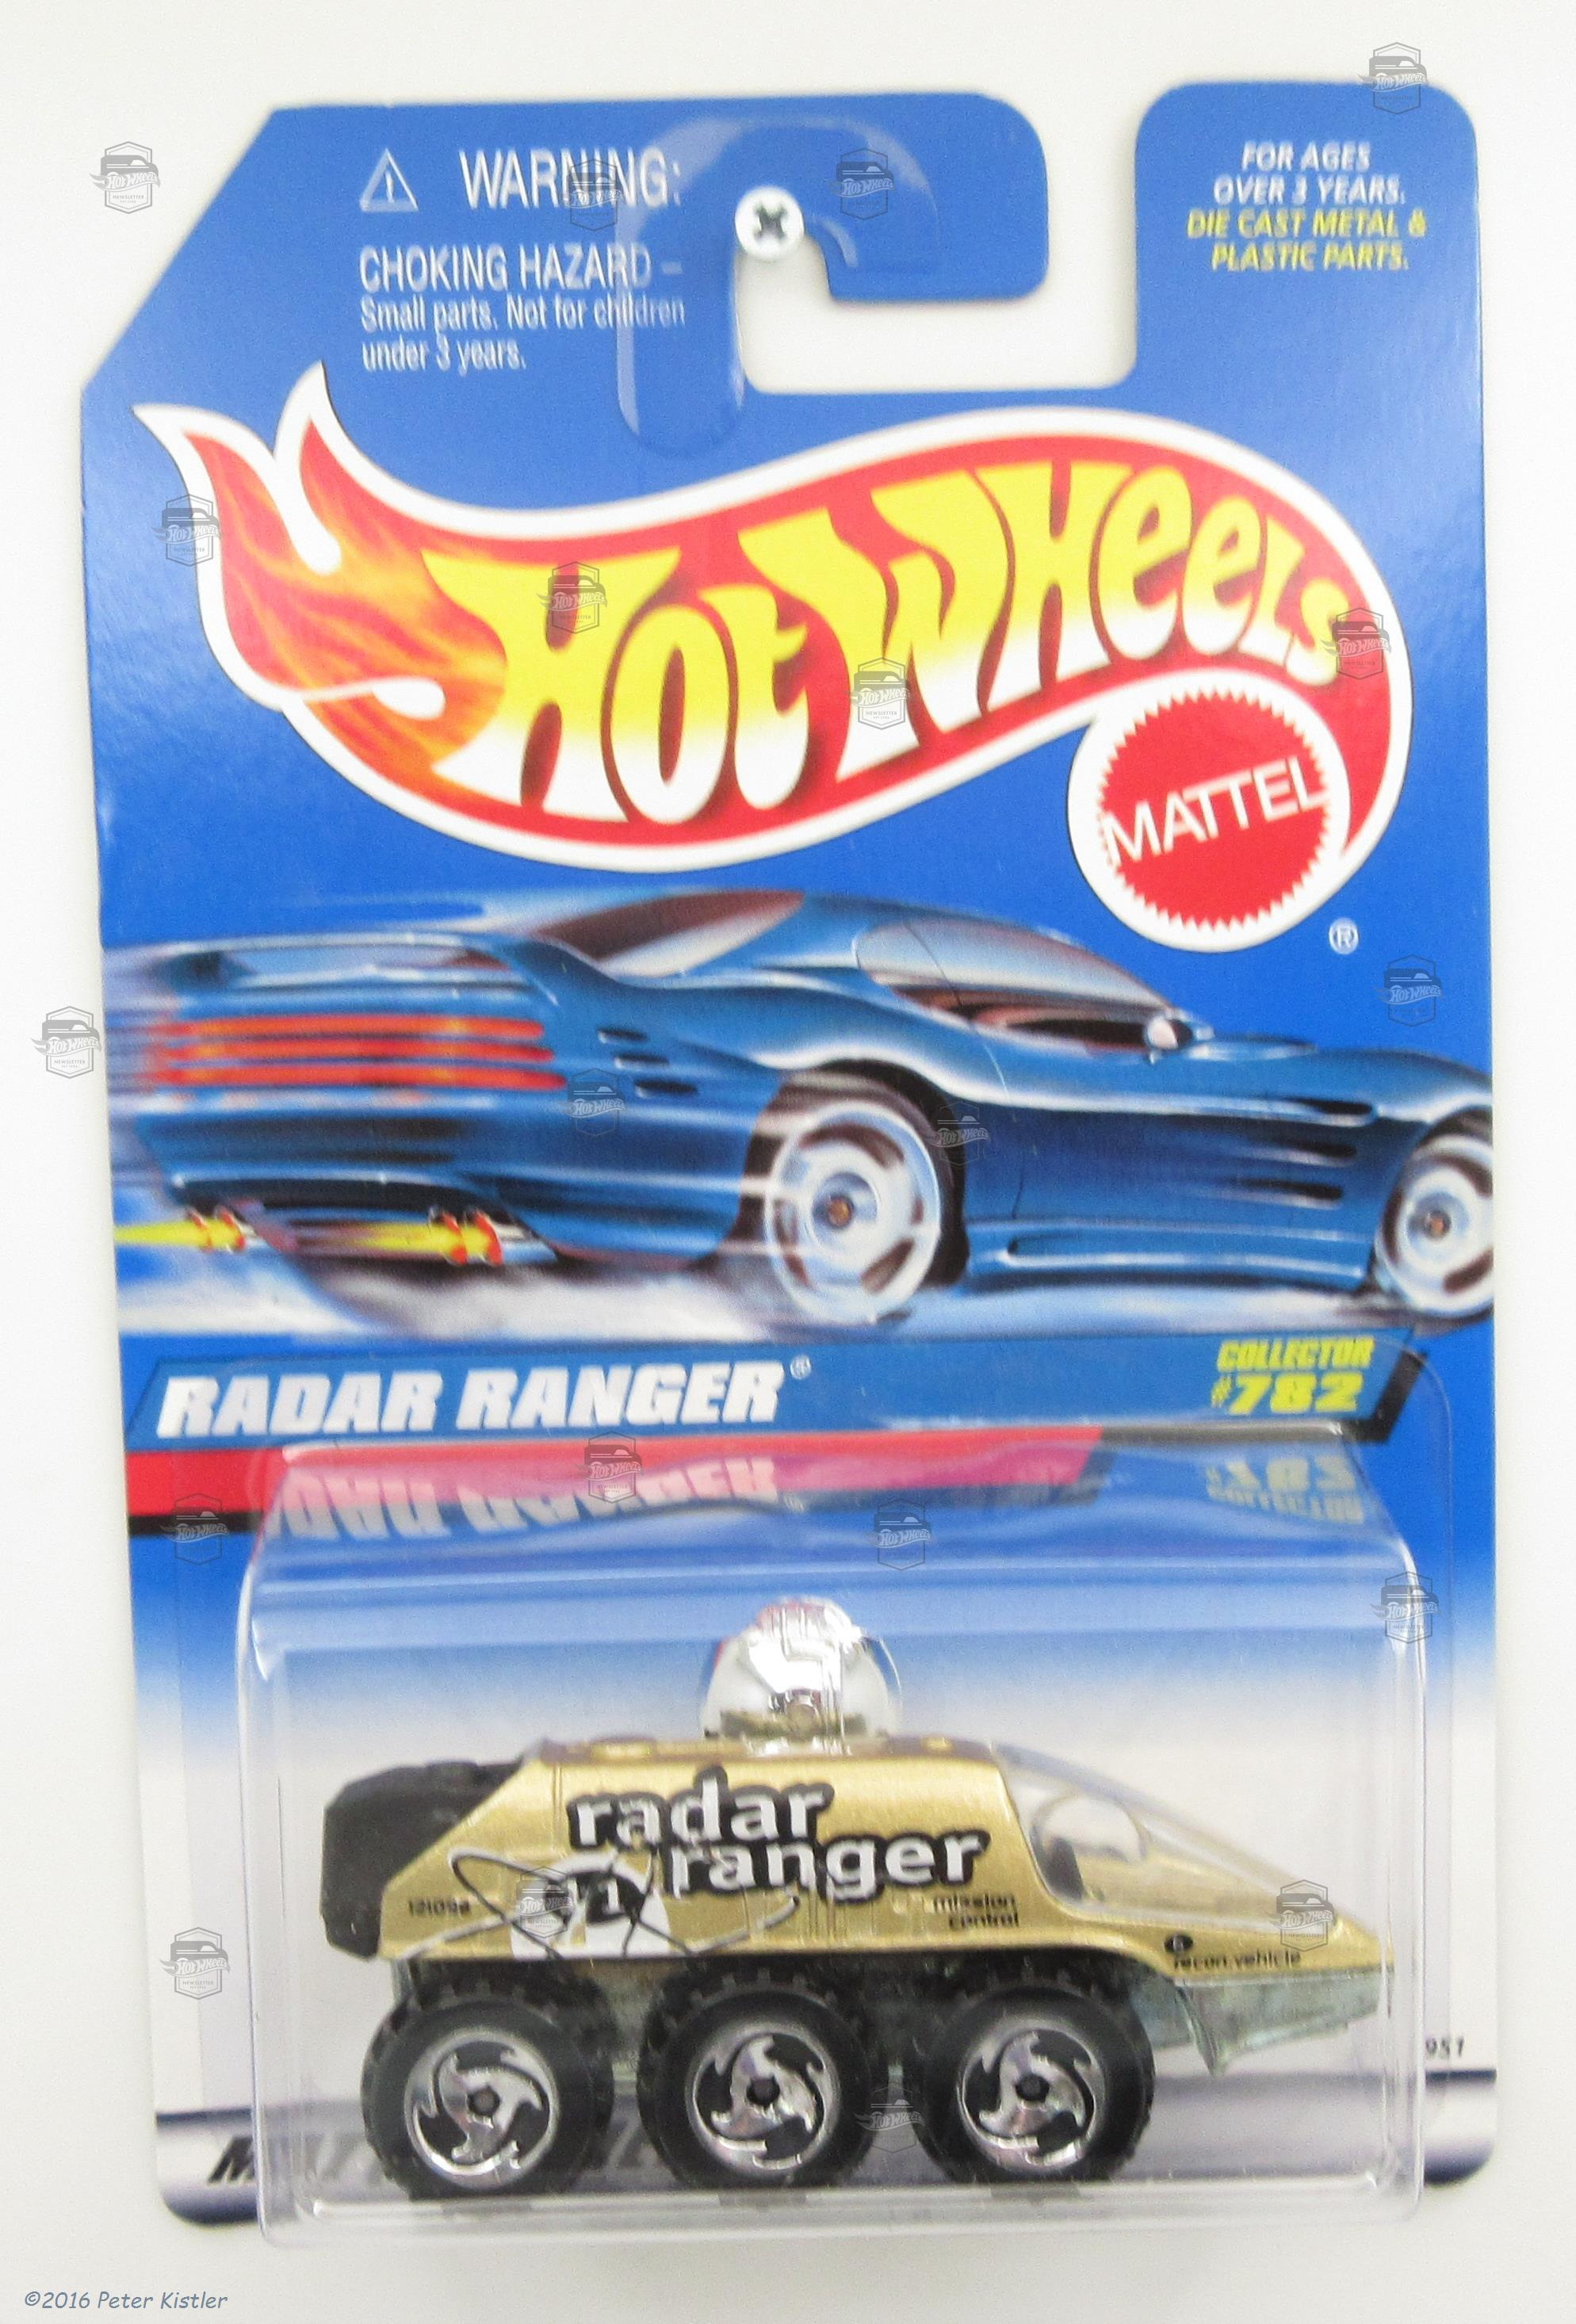 WARNING:
CHOKING HAZARD –
Small parts. Not for children
under 3 years.
FOR AGES
OVER 3 YEARS.
DIE CAST METAL &
PLASTIC PARTS.
HOT WHEELS
MATTEL
®
RADAR RANGER®
COLLECTOR
#782
radar
ranger
mission
control
recon vehicle
951
©2016 Peter Kistler